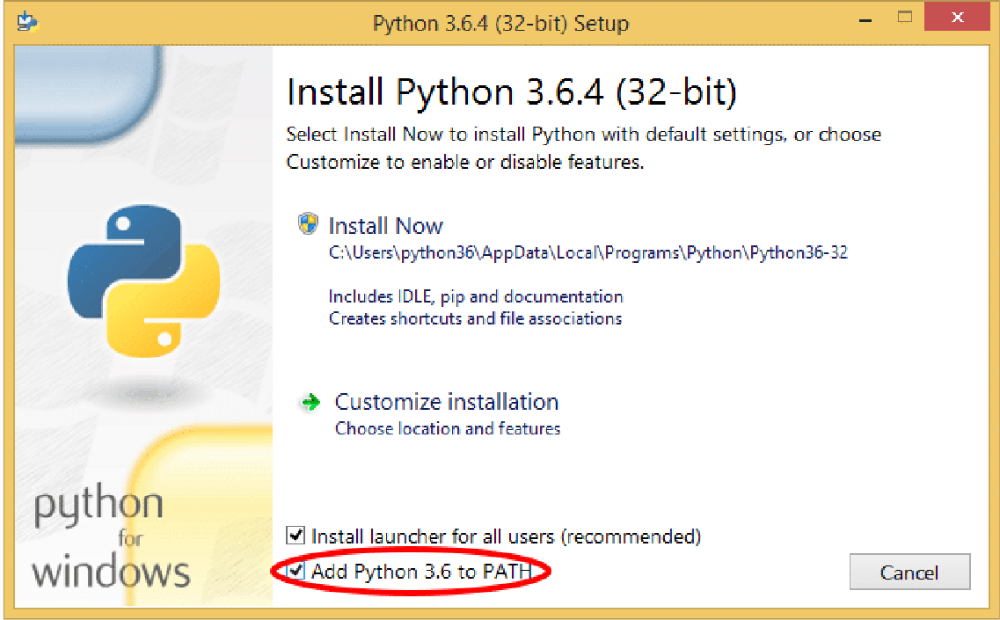 Python 3.6.4 (32-bit) Setup
Install Python 3.6.4 (32-bit)
Select Install Now to install Python with default settings, or choose
Customize to enable or disable features.
Install Now
C:\Users\python36\AppData\Local\Programs\Python\Python36-32
Includes IDLE, pip and documentation
Creates shortcuts and file associations
Customize installation
Choose location and features
python
for
windows
Install launcher for all users (recommended)
Add Python 3.6 to PATH
Cancel